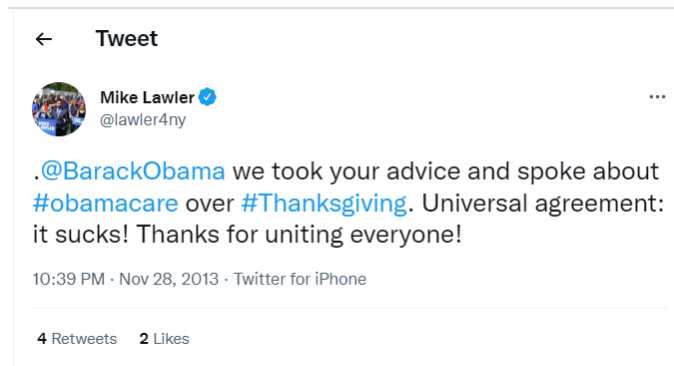 Tweet
Mike Lawler
@lawler4ny
.@BarackObama we took your advice and spoke about
#obamacare over #Thanksgiving. Universal agreement:
it sucks! Thanks for uniting everyone!
10:39 PM · Nov 28, 2013 · Twitter for iPhone
4 Retweets 2 Likes